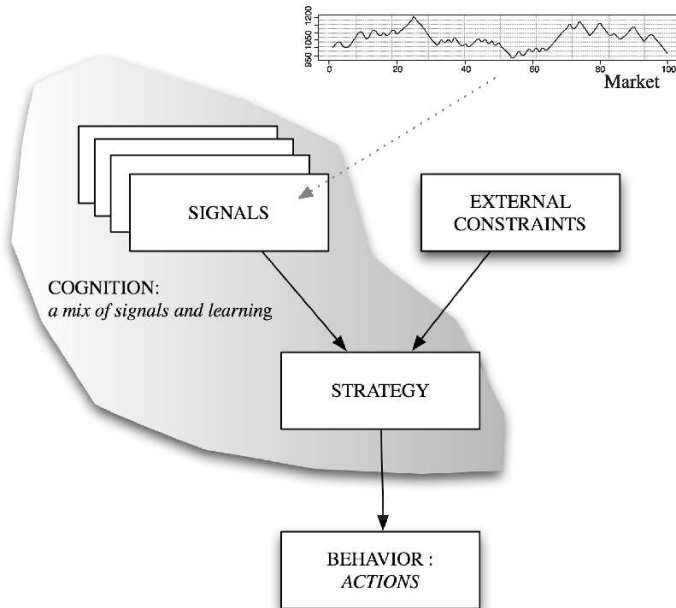 1200
1050
950
0
20
40
60
80
100
Market
SIGNALS
EXTERNAL
CONSTRAINTS
COGNITION:
a mix of signals and learning
STRATEGY
BEHAVIOR :
ACTIONS